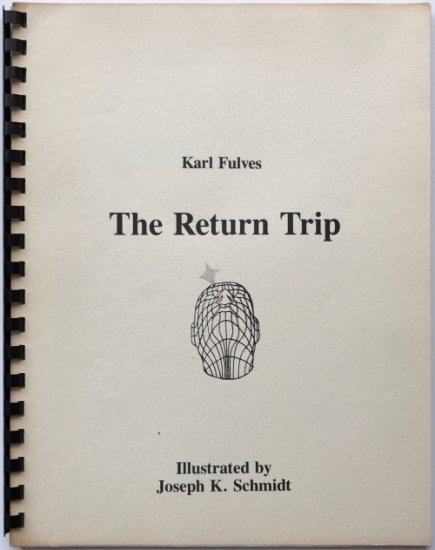 Karl Fulves
The Return Trip
Illustrated by
Joseph K. Schmidt